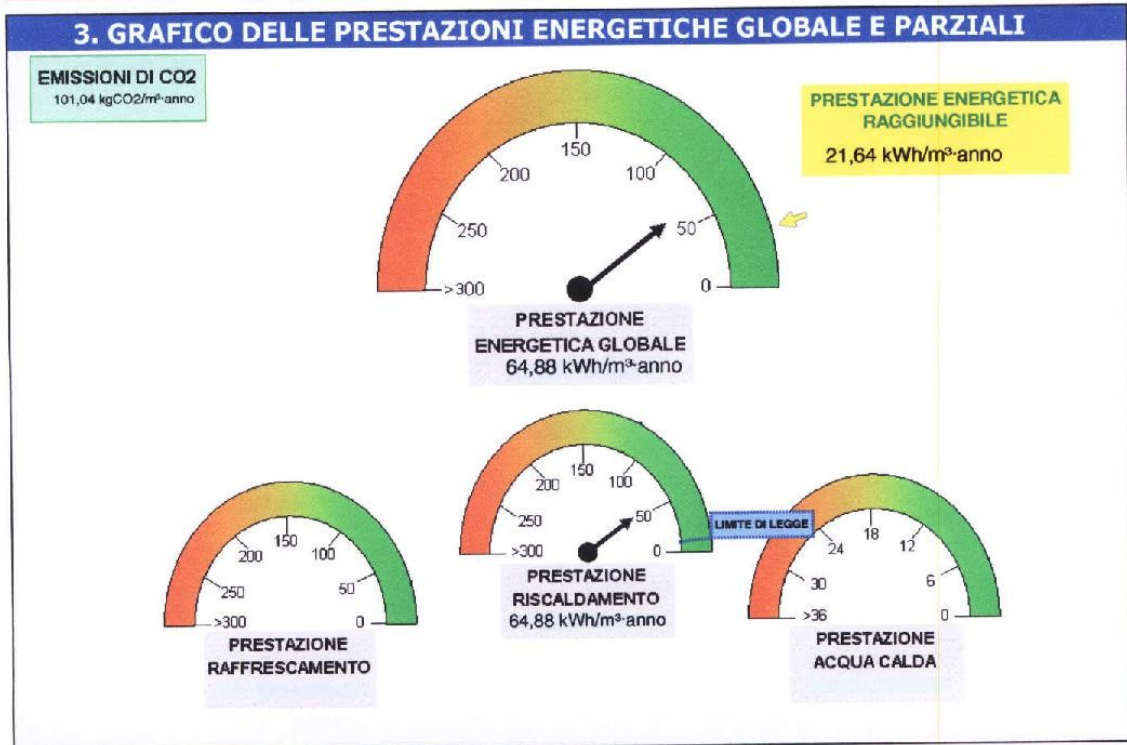 3. GRAFICO DELLE PRESTAZIONI ENERGETICHE GLOBALE E PARZIALI
EMISSIONI DI CO2
101,04 kgCO2/m³·anno
PRESTAZIONE ENERGETICA
RAGGIUNGIBILE
21,64 kWh/m³·anno
>300
250
200
150
100
50
0
PRESTAZIONE
ENERGETICA GLOBALE
64,88 kWh/m³·anno
>300
250
200
150
100
50
0
LIMITE DI LEGGE
PRESTAZIONE
RISCALDAMENTO
64,88 kWh/m³·anno
>300
250
200
150
100
50
0
PRESTAZIONE
RAFFRESCAMENTO
>36
30
24
18
12
6
0
PRESTAZIONE
ACQUA CALDA